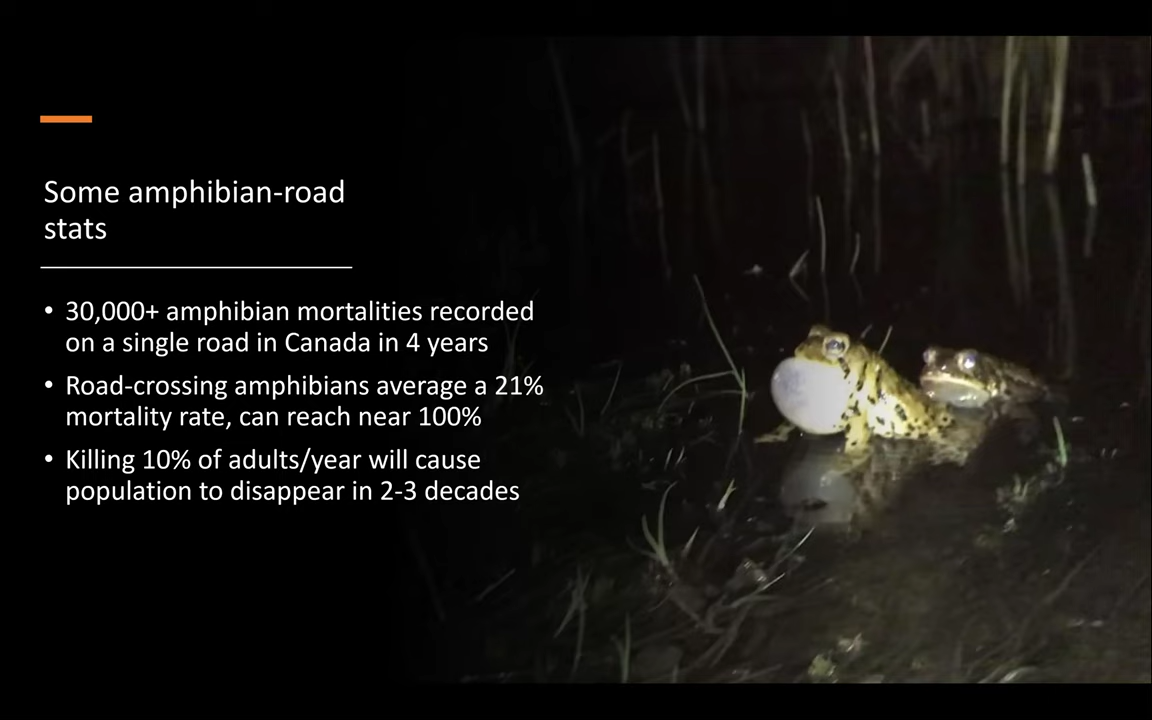 Some amphibian-road
stats
• 30,000+ amphibian mortalities recorded
on a single road in Canada in 4 years
• Road-crossing amphibians average a 21%
mortality rate, can reach near 100%
• Killing 10% of adults/year will cause
population to disappear in 2-3 decades